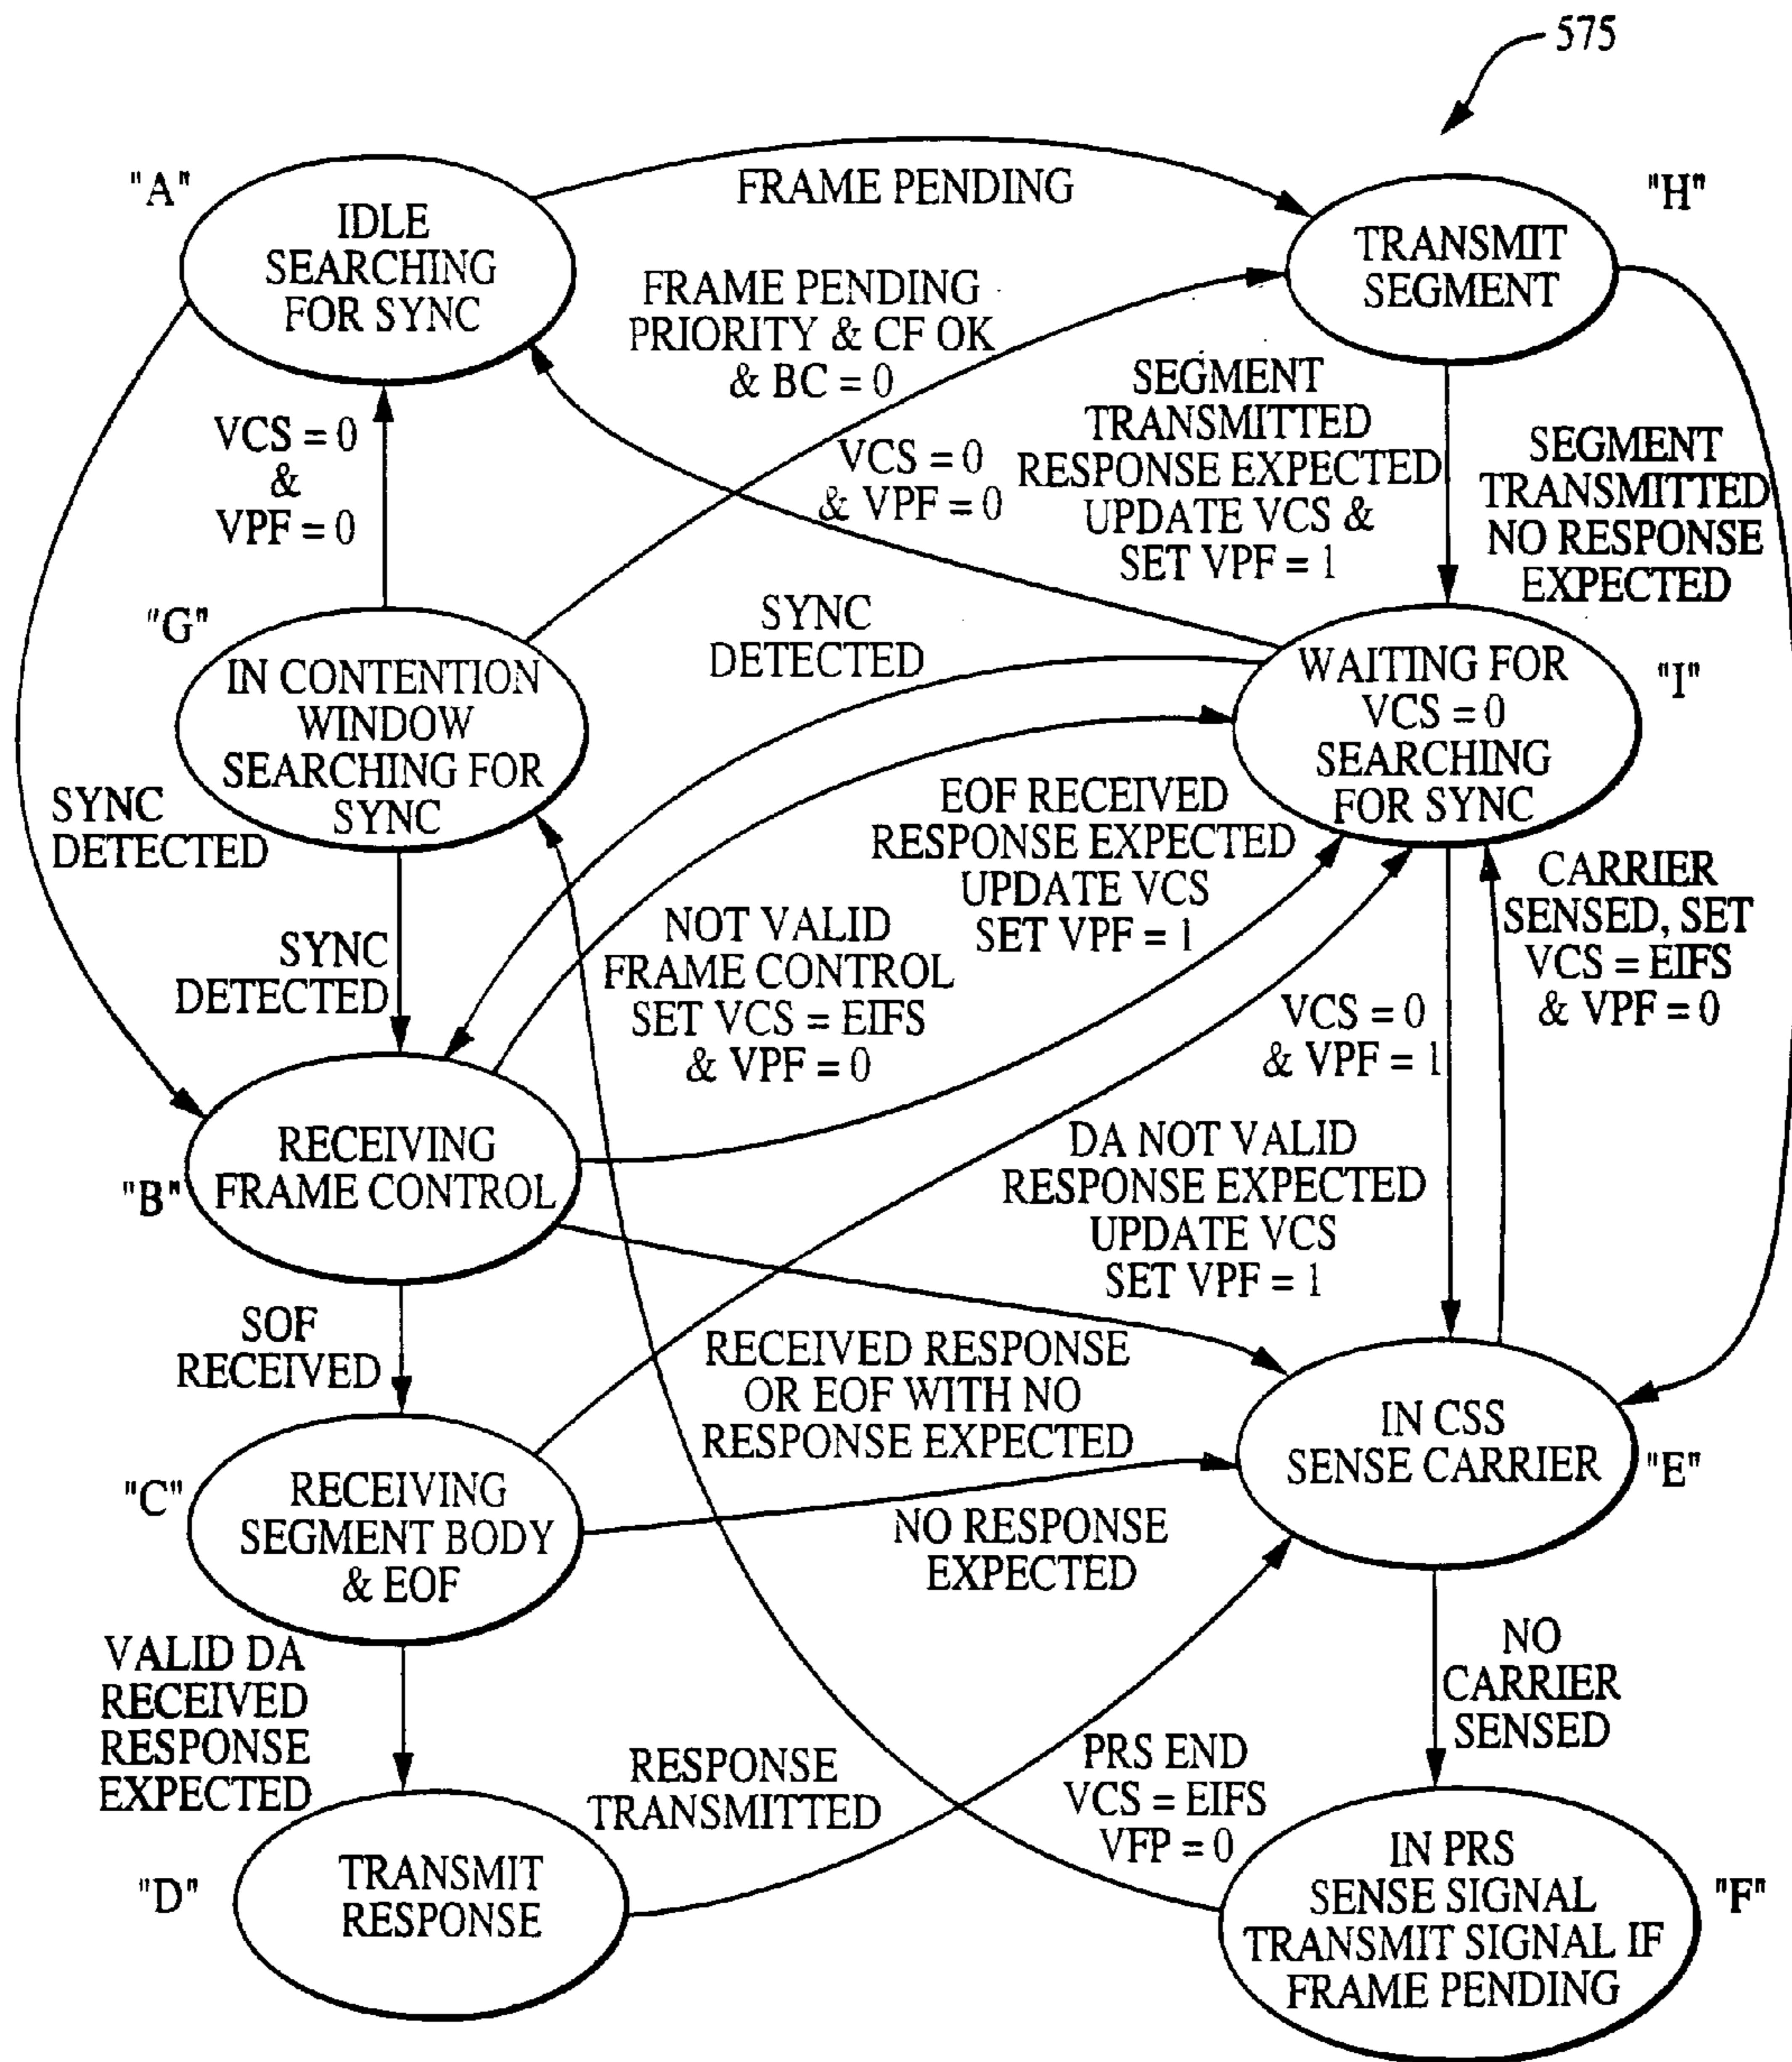 575
"A"
IDLE
SEARCHING
FOR SYNC
FRAME PENDING
"H"
TRANSMIT
SEGMENT
FRAME PENDING
PRIORITY & CF OK
& BC = 0
VCS = 0
&
VPF = 0
VCS = 0
& VPF = 0
SEGMENT
TRANSMITTED
RESPONSE EXPECTED
UPDATE VCS &
SET VPF = 1
SEGMENT
TRANSMITTED
NO RESPONSE
EXPECTED
"G"
IN CONTENTION
WINDOW
SEARCHING FOR
SYNC
SYNC
DETECTED
WAITING FOR
VCS = 0
SEARCHING
FOR SYNC
"I"
SYNC
DETECTED
SYNC
DETECTED
NOT VALID
FRAME CONTROL
SET VCS = EIFS
& VPF = 0
EOF RECEIVED
RESPONSE EXPECTED
UPDATE VCS
SET VPF = 1
CARRIER
SENSED, SET
VCS = EIFS
& VPF = 0
VCS = 0
& VPF = 1
RECEIVING
FRAME CONTROL
"B"
DA NOT VALID
RESPONSE EXPECTED
UPDATE VCS
SET VPF = 1
SOF
RECEIVED
RECEIVED RESPONSE
OR EOF WITH NO
RESPONSE EXPECTED
IN CSS
SENSE CARRIER
"E"
"C"
RECEIVING
SEGMENT BODY
& EOF
NO RESPONSE
EXPECTED
VALID DA
RECEIVED
RESPONSE
EXPECTED
NO
CARRIER
SENSED
RESPONSE
TRANSMITTED
PRS END
VCS = EIFS
VFP = 0
"D"
TRANSMIT
RESPONSE
IN PRS
SENSE SIGNAL
TRANSMIT SIGNAL IF
FRAME PENDING
"F"